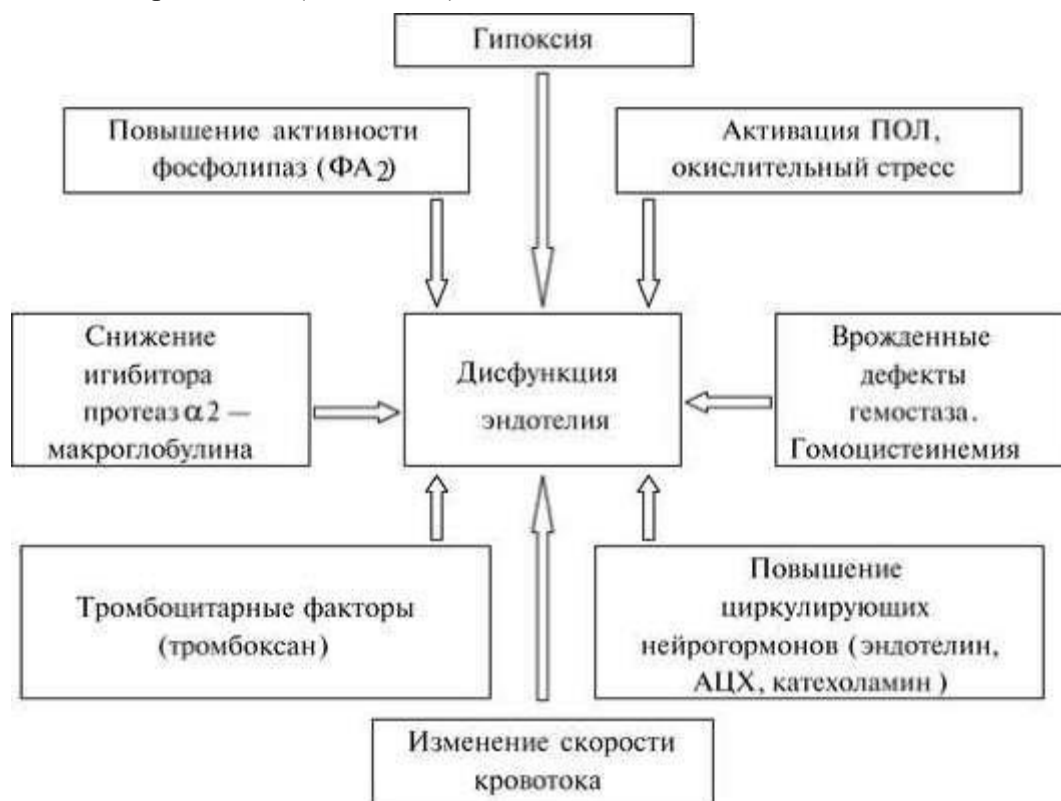 Гипоксия
Повышение активности
фосфолипаз (ФА2)
Активация ПОЛ,
окислительный стресс
Снижение
игибитора
протеаз α2 —
макроглобулина
Дисфункция
эндотелия
Врожденные
дефекты
гемостаза.
Гомоцистеинемия
Тромбоцитарные факторы
(тромбоксан)
Повышение
циркулирующих
нейрогормонов (эндотелин,
АЦХ, катехоламин )
Изменение скорости
кровотока